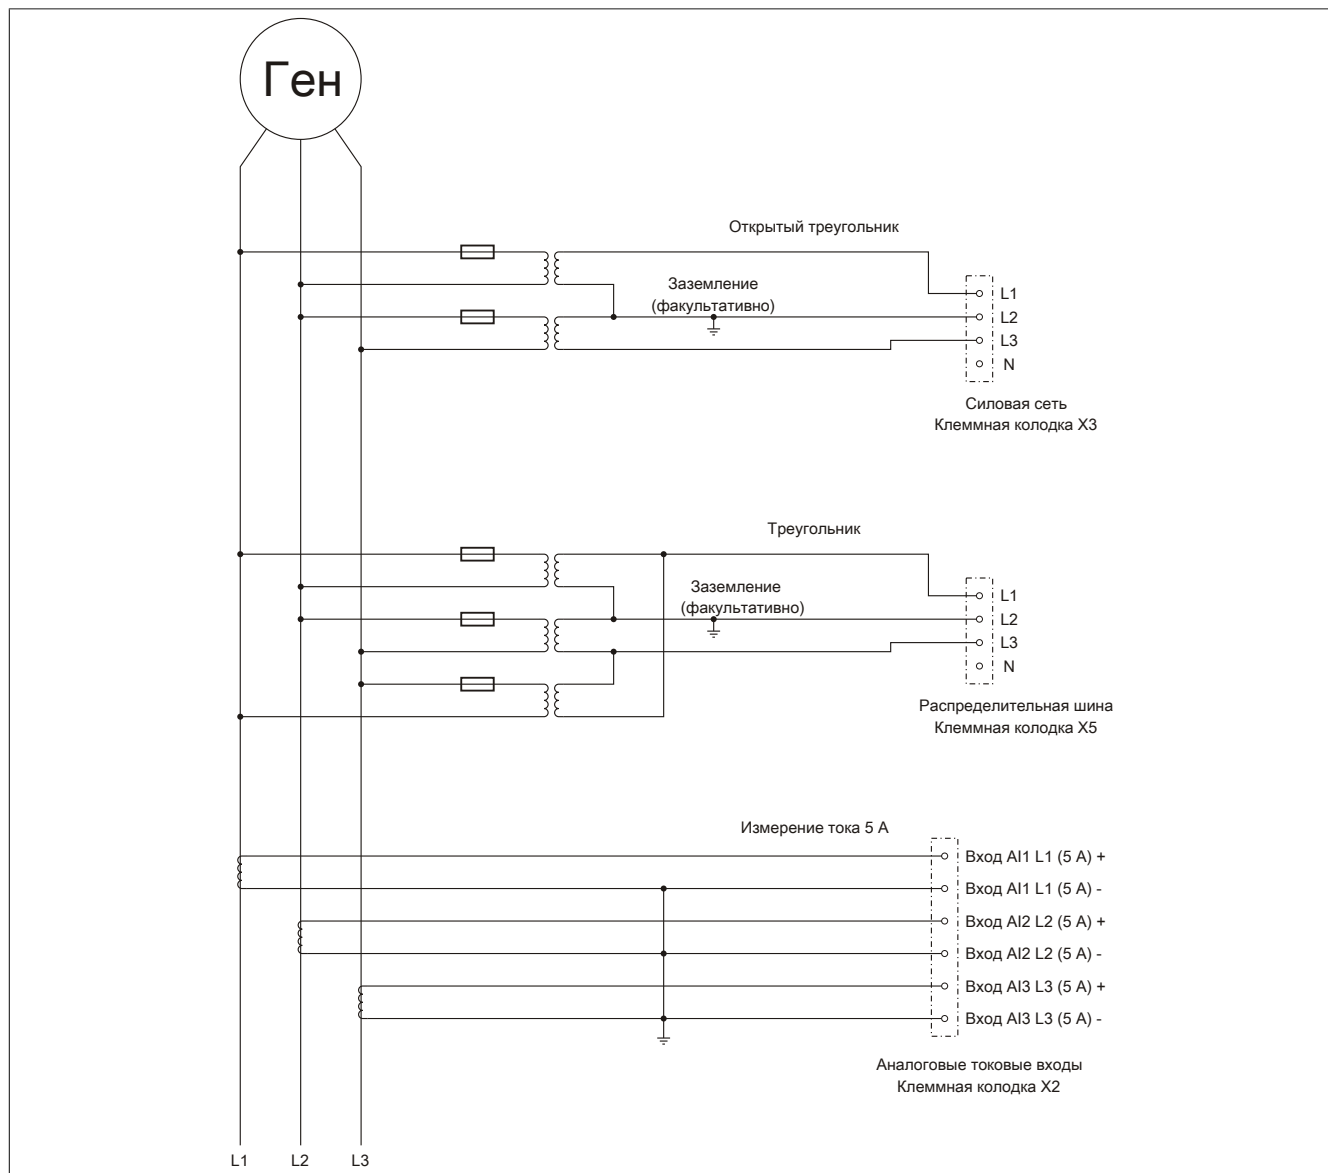 Ген
Открытый треугольник
Заземление
(факультативно)
L1
L2
L3
N
Силовая сеть
Клеммная колодка X3
Треугольник
Заземление
(факультативно)
L1
L2
L3
N
Распределительная шина
Клеммная колодка X5
Измерение тока 5 А
Вход AI1 L1 (5 А) +
Вход AI1 L1 (5 А) -
Вход AI2 L2 (5 А) +
Вход AI2 L2 (5 А) -
Вход AI3 L3 (5 А) +
Вход AI3 L3 (5 А) -
Аналоговые токовые входы
Клеммная колодка X2
L1 L2 L3